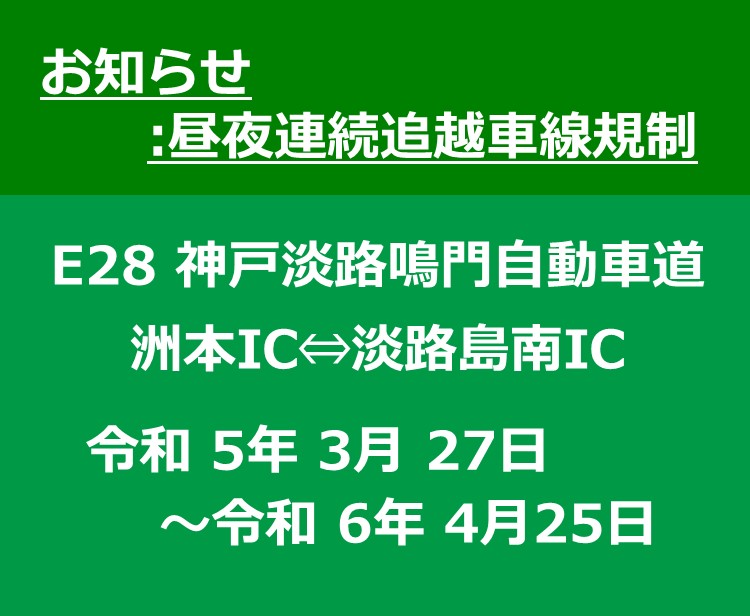 お知らせ
:昼夜連続追越車線規制
E28 神戸淡路鳴門自動車道
洲本IC⇔淡路島南IC
令和 5年 3月 27日
～令和 6年 4月25日